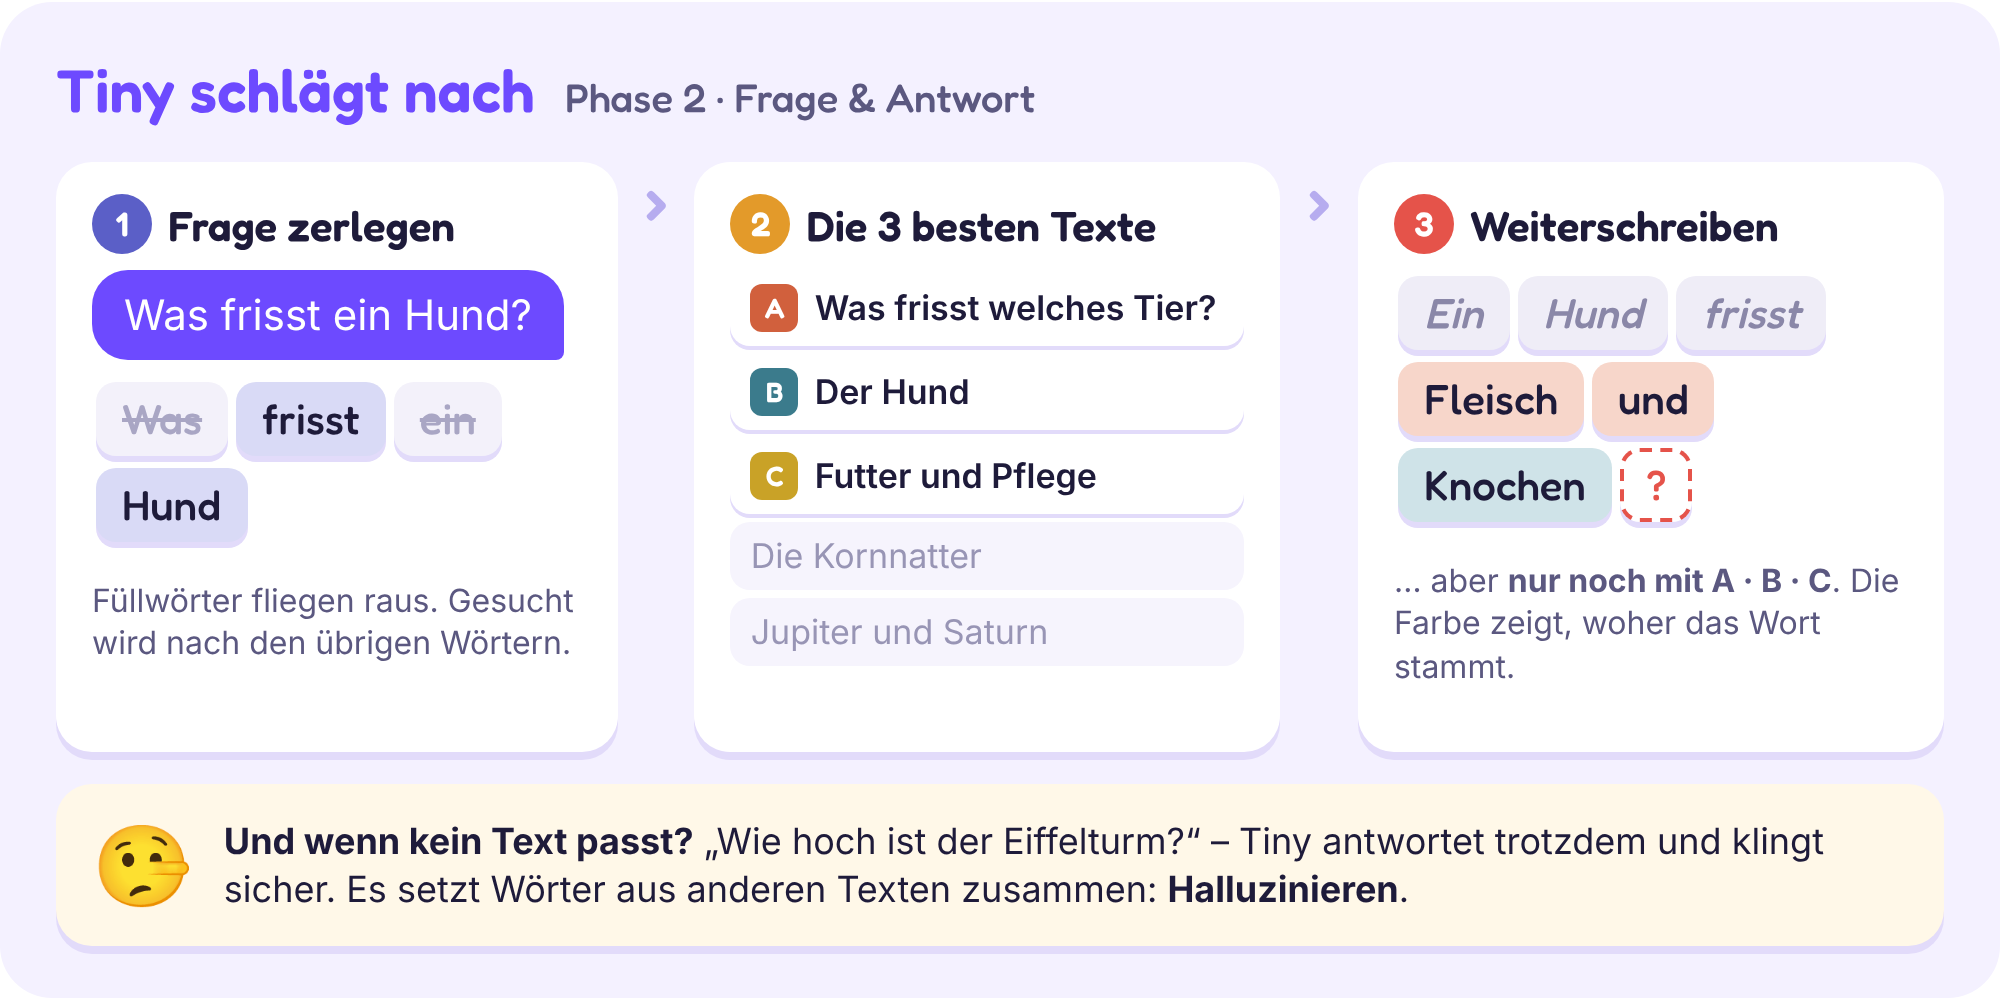 Tiny schlägt nach Phase 2 · Frage & Antwort
1 Frage zerlegen
Was frisst ein Hund?
Was frisst ein
Hund
Füllwörter fliegen raus. Gesucht
wird nach den übrigen Wörtern.
2 Die 3 besten Texte
A Was frisst welches Tier?
B Der Hund
C Futter und Pflege
Die Kornnatter
Jupiter und Saturn
3 Weiterschreiben
Ein Hund frisst
Fleisch und
Knochen ?
... aber nur noch mit A · B · C. Die
Farbe zeigt, woher das Wort
stammt.
Und wenn kein Text passt? „Wie hoch ist der Eiffelturm?“ – Tiny antwortet trotzdem und klingt
sicher. Es setzt Wörter aus anderen Texten zusammen: Halluzinieren.